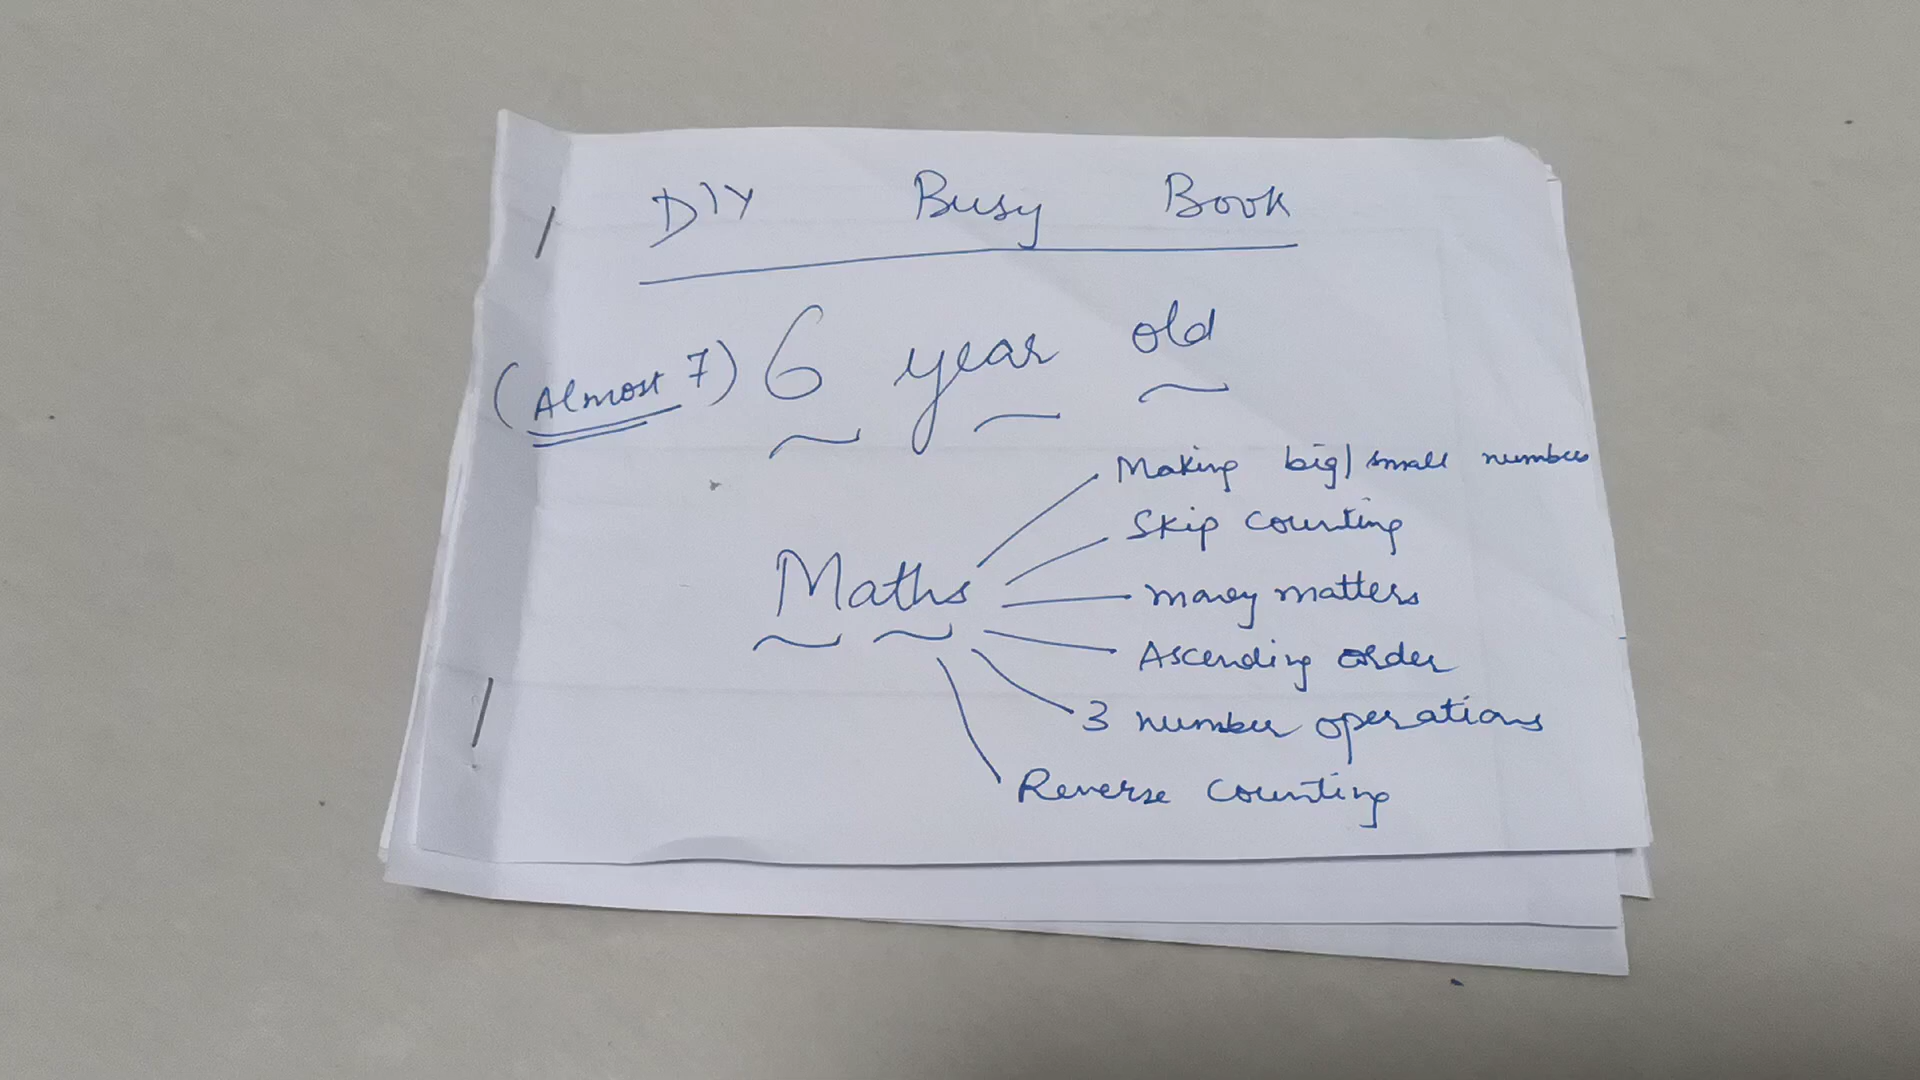 DIY Busy Book
(Almost 7) 6 year old
Making big/small number
Skip counting
Maths
money matters
Ascending order
3 number operations
Reverse counting